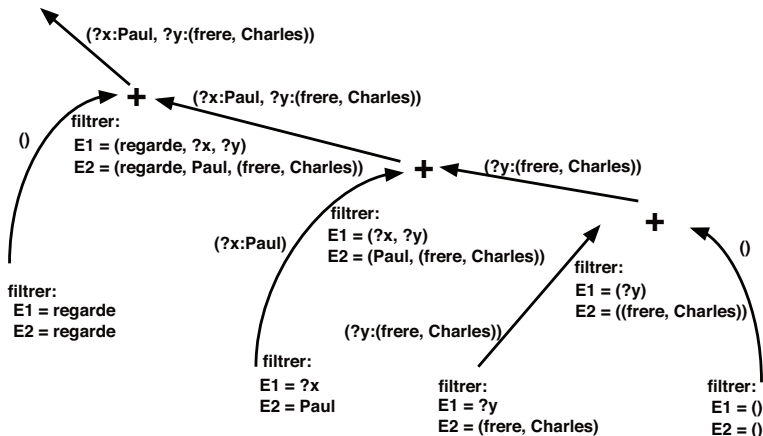 (?x:Paul, ?y:(frere, Charles))
+
(?x:Paul, ?y:(frere, Charles))
()
filtrer:
E1 = (regarde, ?x, ?y)
E2 = (regarde, Paul, (frere, Charles))
+
(?y:(frere, Charles))
(?x:Paul)
filtrer:
E1 = (?x, ?y)
E2 = (Paul, (frere, Charles))
+
()
filtrer:
E1 = (?y)
E2 = ((frere, Charles))
filtrer:
E1 = regarde
E2 = regarde
(?y:(frere, Charles))
filtrer:
E1 = ?x
E2 = Paul
filtrer:
E1 = ?y
E2 = (frere, Charles)
filtrer:
E1 = ()
E2 = ()